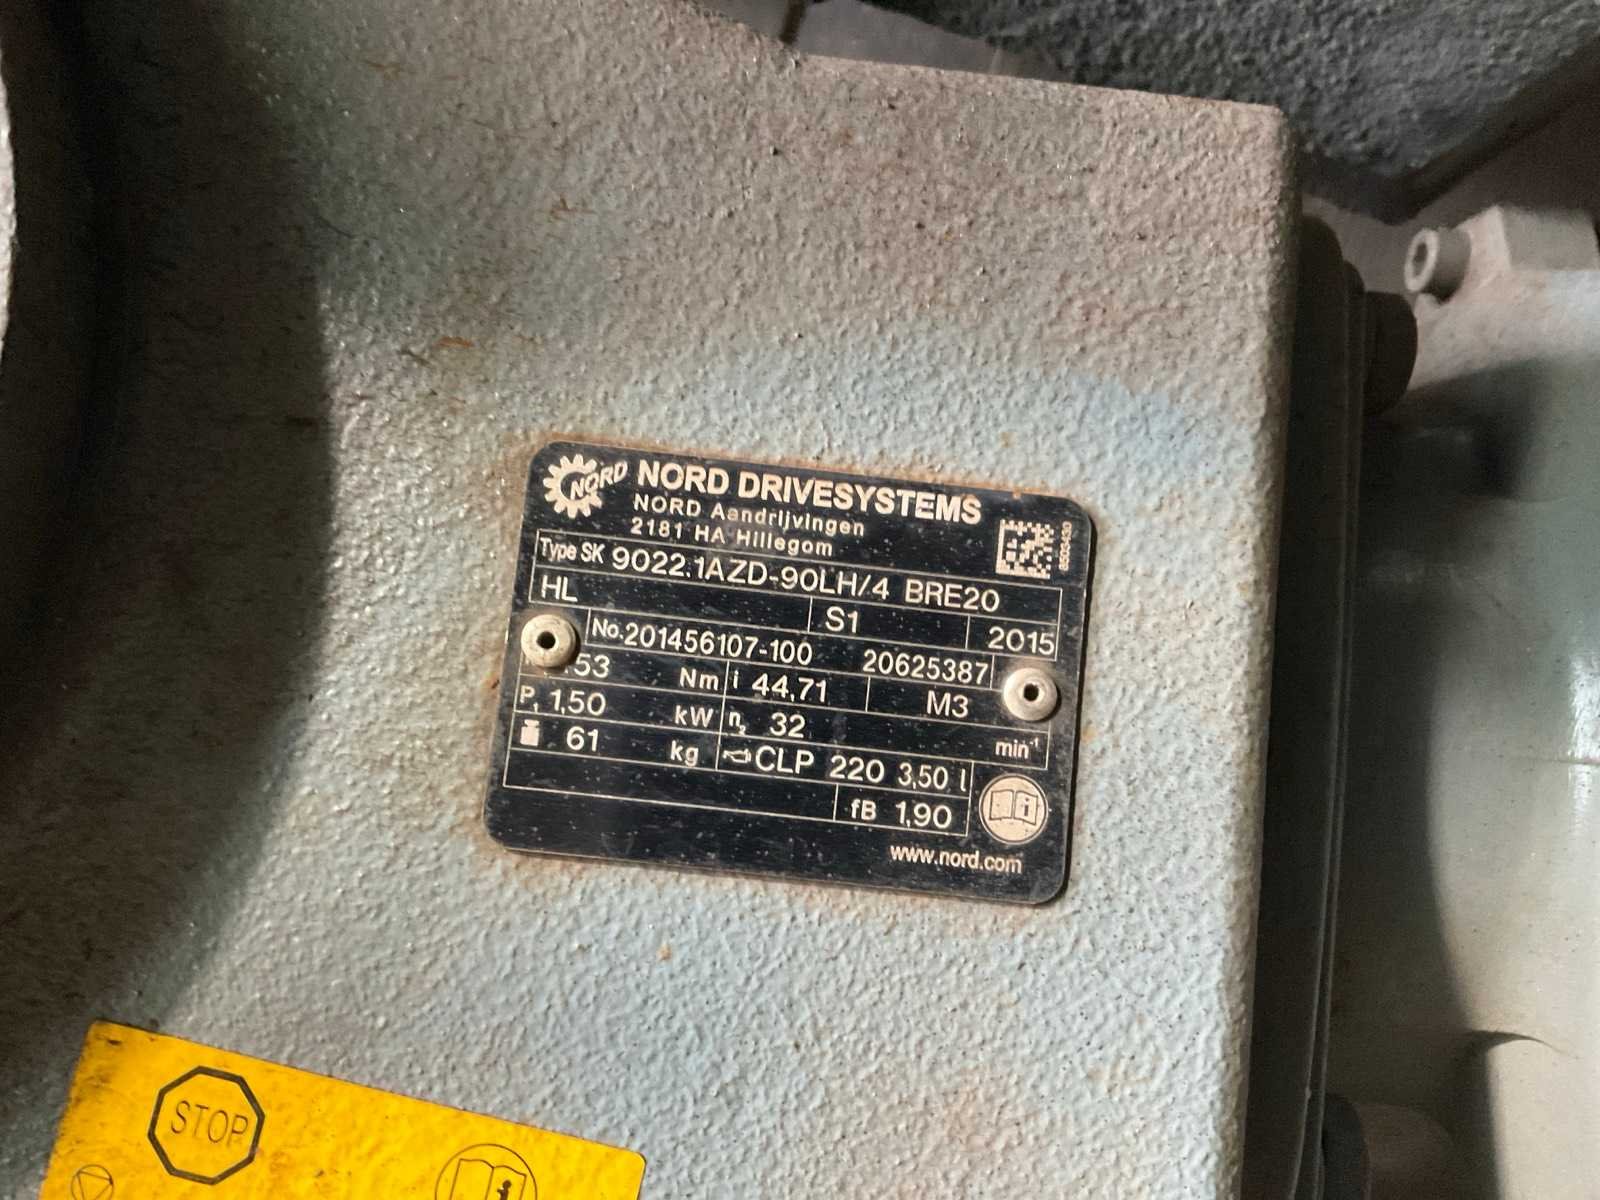 NORD NORD DRIVESYSTEMS
NORD Aandrijvingen
2181 HA Hillegom
8503430
Type SK 9022.1AZD-90LH/4 BRE20
HL S1 2015
No. 201456107-100 20625387
Nm i 44,71 M3
P₁ 1,50 kW n₂ 32 min⁻¹
61 kg CLP 220 3,50 l
fB 1,90
i
www.nord.com
STOP
i